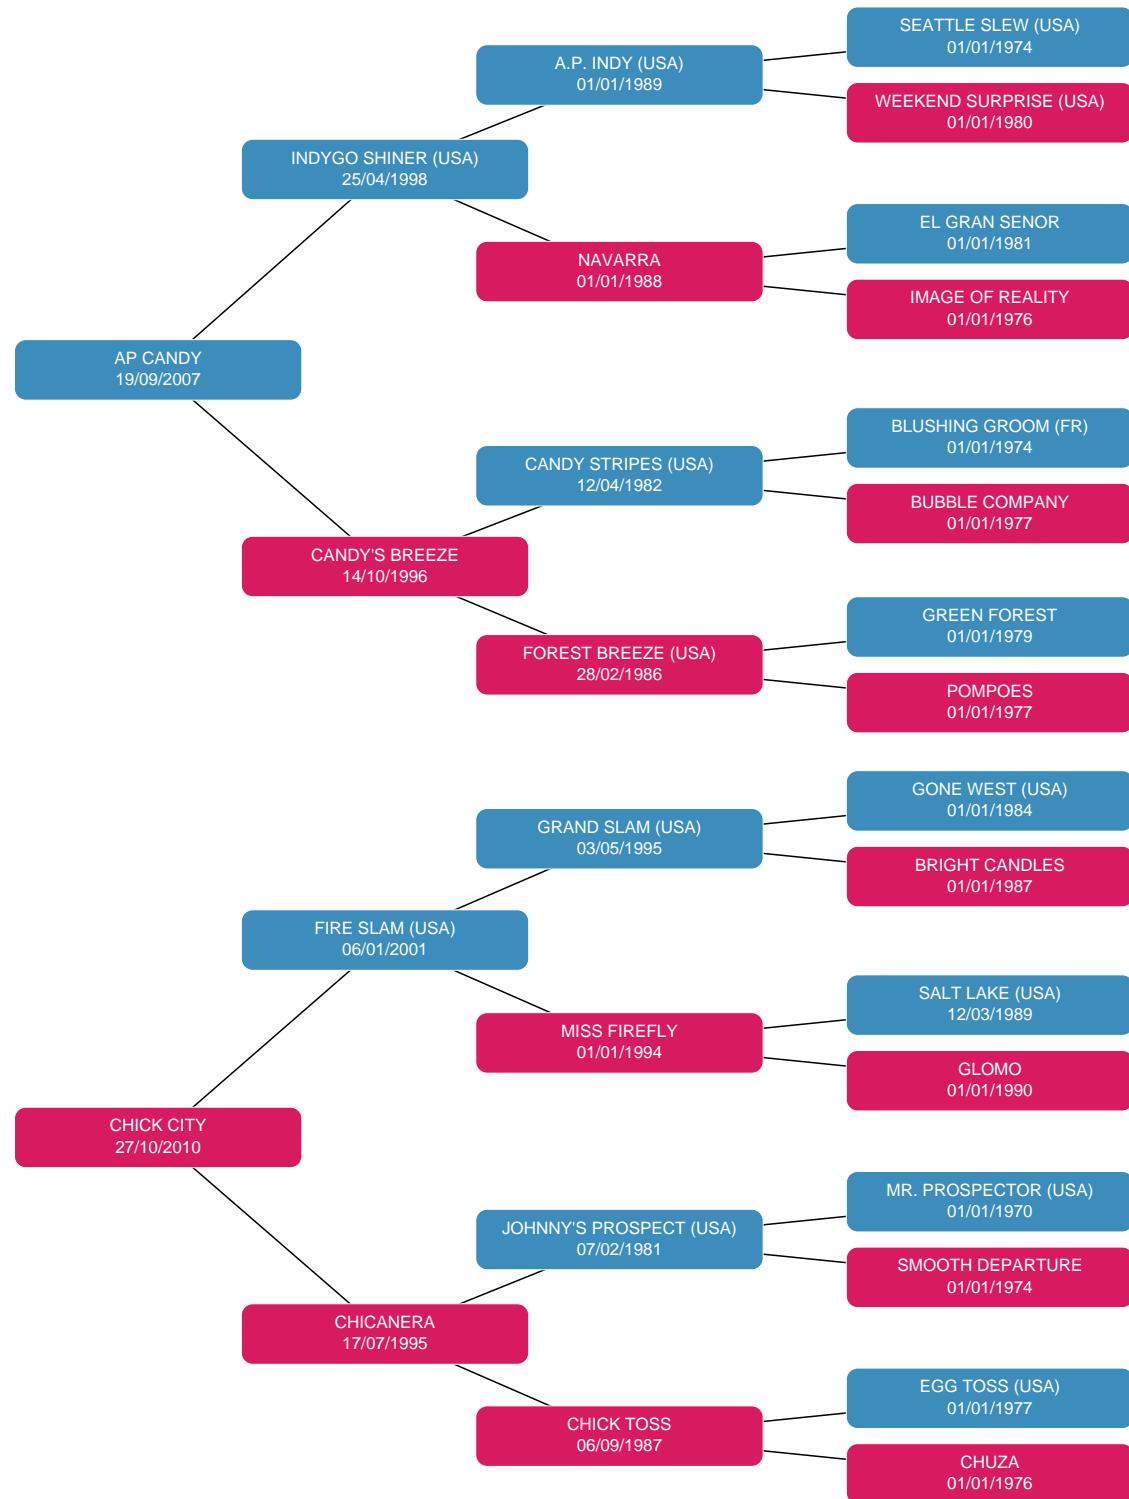 SEATTLE SLEW (USA)
01/01/1974
A.P. INDY (USA)
01/01/1989
WEEKEND SURPRISE (USA)
01/01/1980
INDYGO SHINER (USA)
25/04/1998
EL GRAN SENOR
01/01/1981
NAVARRA
01/01/1988
IMAGE OF REALITY
01/01/1976
AP CANDY
19/09/2007
BLUSHING GROOM (FR)
01/01/1974
CANDY STRIPES (USA)
12/04/1982
BUBBLE COMPANY
01/01/1977
CANDY'S BREEZE
14/10/1996
GREEN FOREST
01/01/1979
FOREST BREEZE (USA)
28/02/1986
POMPOES
01/01/1977
GONE WEST (USA)
01/01/1984
GRAND SLAM (USA)
03/05/1995
BRIGHT CANDLES
01/01/1987
FIRE SLAM (USA)
06/01/2001
SALT LAKE (USA)
12/03/1989
MISS FIREFLY
01/01/1994
GLOMO
01/01/1990
CHICK CITY
27/10/2010
MR. PROSPECTOR (USA)
01/01/1970
JOHNNY'S PROSPECT (USA)
07/02/1981
SMOOTH DEPARTURE
01/01/1974
CHICANERA
17/07/1995
EGG TOSS (USA)
01/01/1977
CHICK TOSS
06/09/1987
CHUZA
01/01/1976